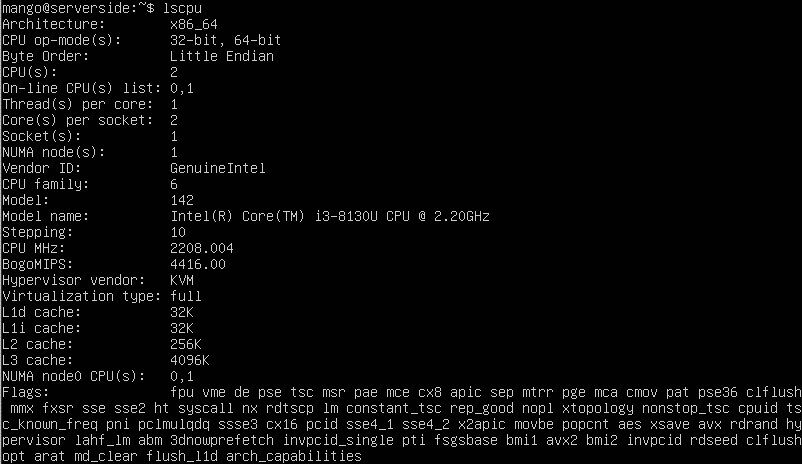 mango@serverside:~$ lscpu
Architecture: x86_64
CPU op-mode(s): 32-bit, 64-bit
Byte Order: Little Endian
CPU(s): 2
On-line CPU(s) list: 0,1
Thread(s) per core: 1
Core(s) per socket: 2
Socket(s): 1
NUMA node(s): 1
Vendor ID: GenuineIntel
CPU family: 6
Model: 142
Model name: Intel(R) Core(TM) i3-8130U CPU @ 2.20GHz
Stepping: 10
CPU MHz: 2208.004
BogoMIPS: 4416.00
Hypervisor vendor: KVM
Virtualization type: full
L1d cache: 32K
L1i cache: 32K
L2 cache: 256K
L3 cache: 4096K
NUMA node0 CPU(s): 0,1
Flags: fpu vme de pse tsc msr pae mce cx8 apic sep mtrr pge mca cmov pat pse36 clflush
mmx fxsr sse sse2 ht syscall nx rdtscp lm constant_tsc rep_good nopl xtopology nonstop_tsc cpuid ts
c_known_freq pni pclmulqdq ssse3 cx16 pcid sse4_1 sse4_2 x2apic movbe popcnt aes xsave avx rdrand hy
pervisor lahf_lm abm 3dnowprefetch invpcid_single pti fsgsbase bmi1 avx2 bmi2 invpcid rdseed clflush
opt arat md_clear flush_l1d arch_capabilities